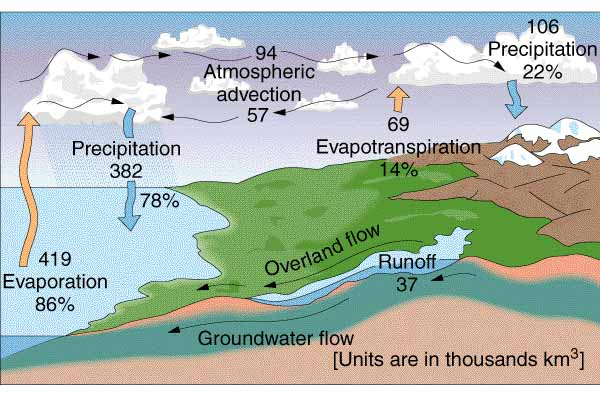 106
Precipitation
22%
94
Atmospheric
advection
57
69
Evapotranspiration
14%
Precipitation
382
78%
419
Evaporation
86%
Overland flow
Runoff
37
Groundwater flow
[Units are in thousands km³]